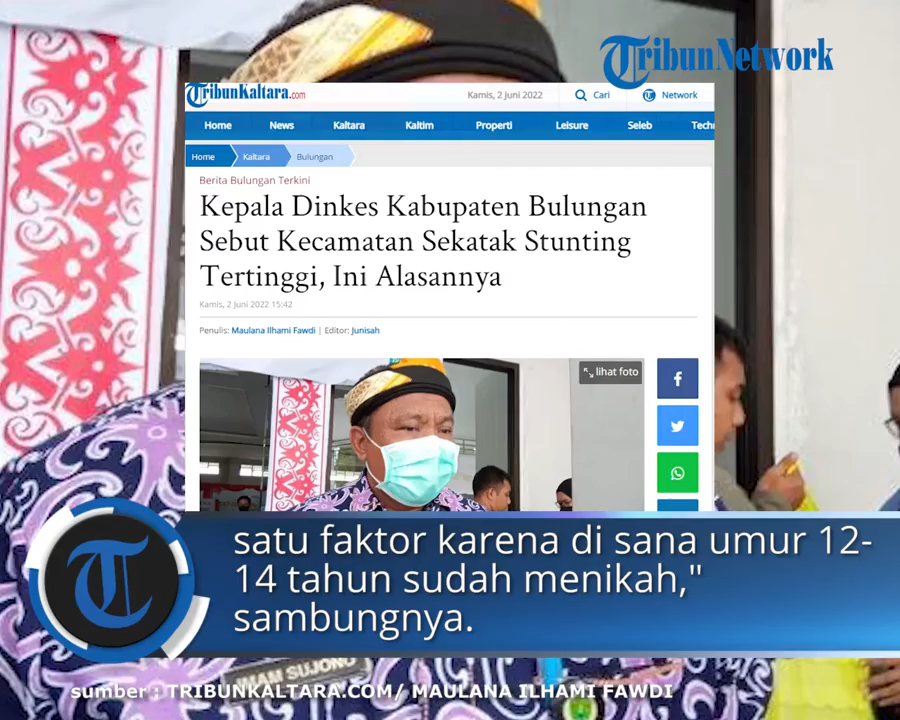 TribunNetwork
TribunKaltara.com
Kamis, 2 Juni 2022
Cari
Network
Home News Kaltara Kaltim Properti Leisure Seleb Techn
Home Kaltara Bulungan
Berita Bulungan Terkini
Kepala Dinkes Kabupaten Bulungan
Sebut Kecamatan Sekatak Stunting
Tertinggi, Ini Alasannya
Kamis, 2 Juni 2022 15:42
Penulis: Maulana Ilhami Fawdi | Editor: Junisah
lihat foto
satu faktor karena di sana umur 12-
14 tahun sudah menikah,"
sambungnya.
IMAM SUJONO
sumber : TRIBUNKALTARA.COM/ MAULANA ILHAMI FAWDI